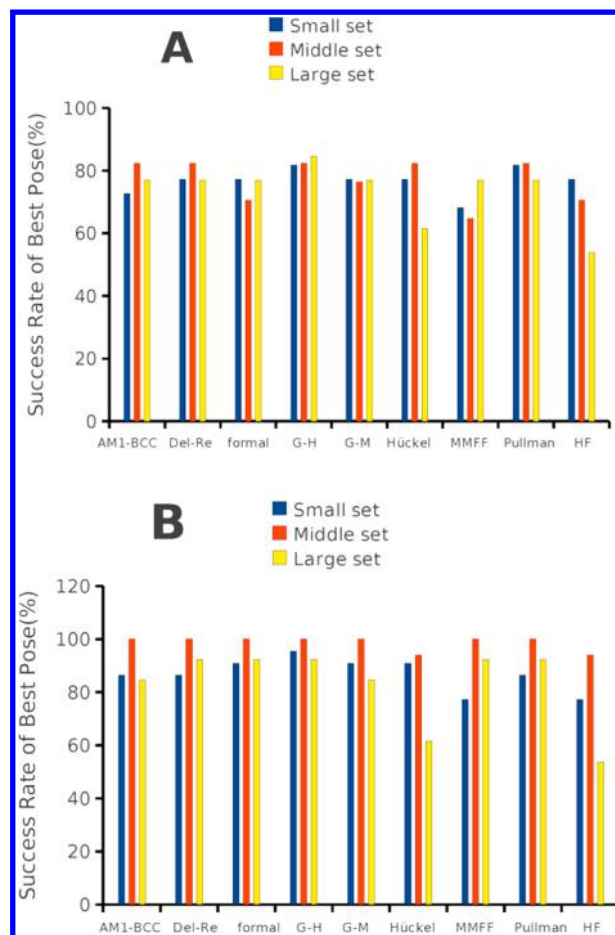 A
Small set
Middle set
Large set
Success Rate of Best Pose(%)
100
80
60
40
20
0
AM1-BCC Del-Re formal G-H G-M Hückel MMFF Pullman HF
B
Small set
Middle set
Large set
Success Rate of Best Pose(%)
120
100
80
60
40
20
0
AM1-BCC Del-Re formal G-H G-M Hückel MMFF Pullman HF